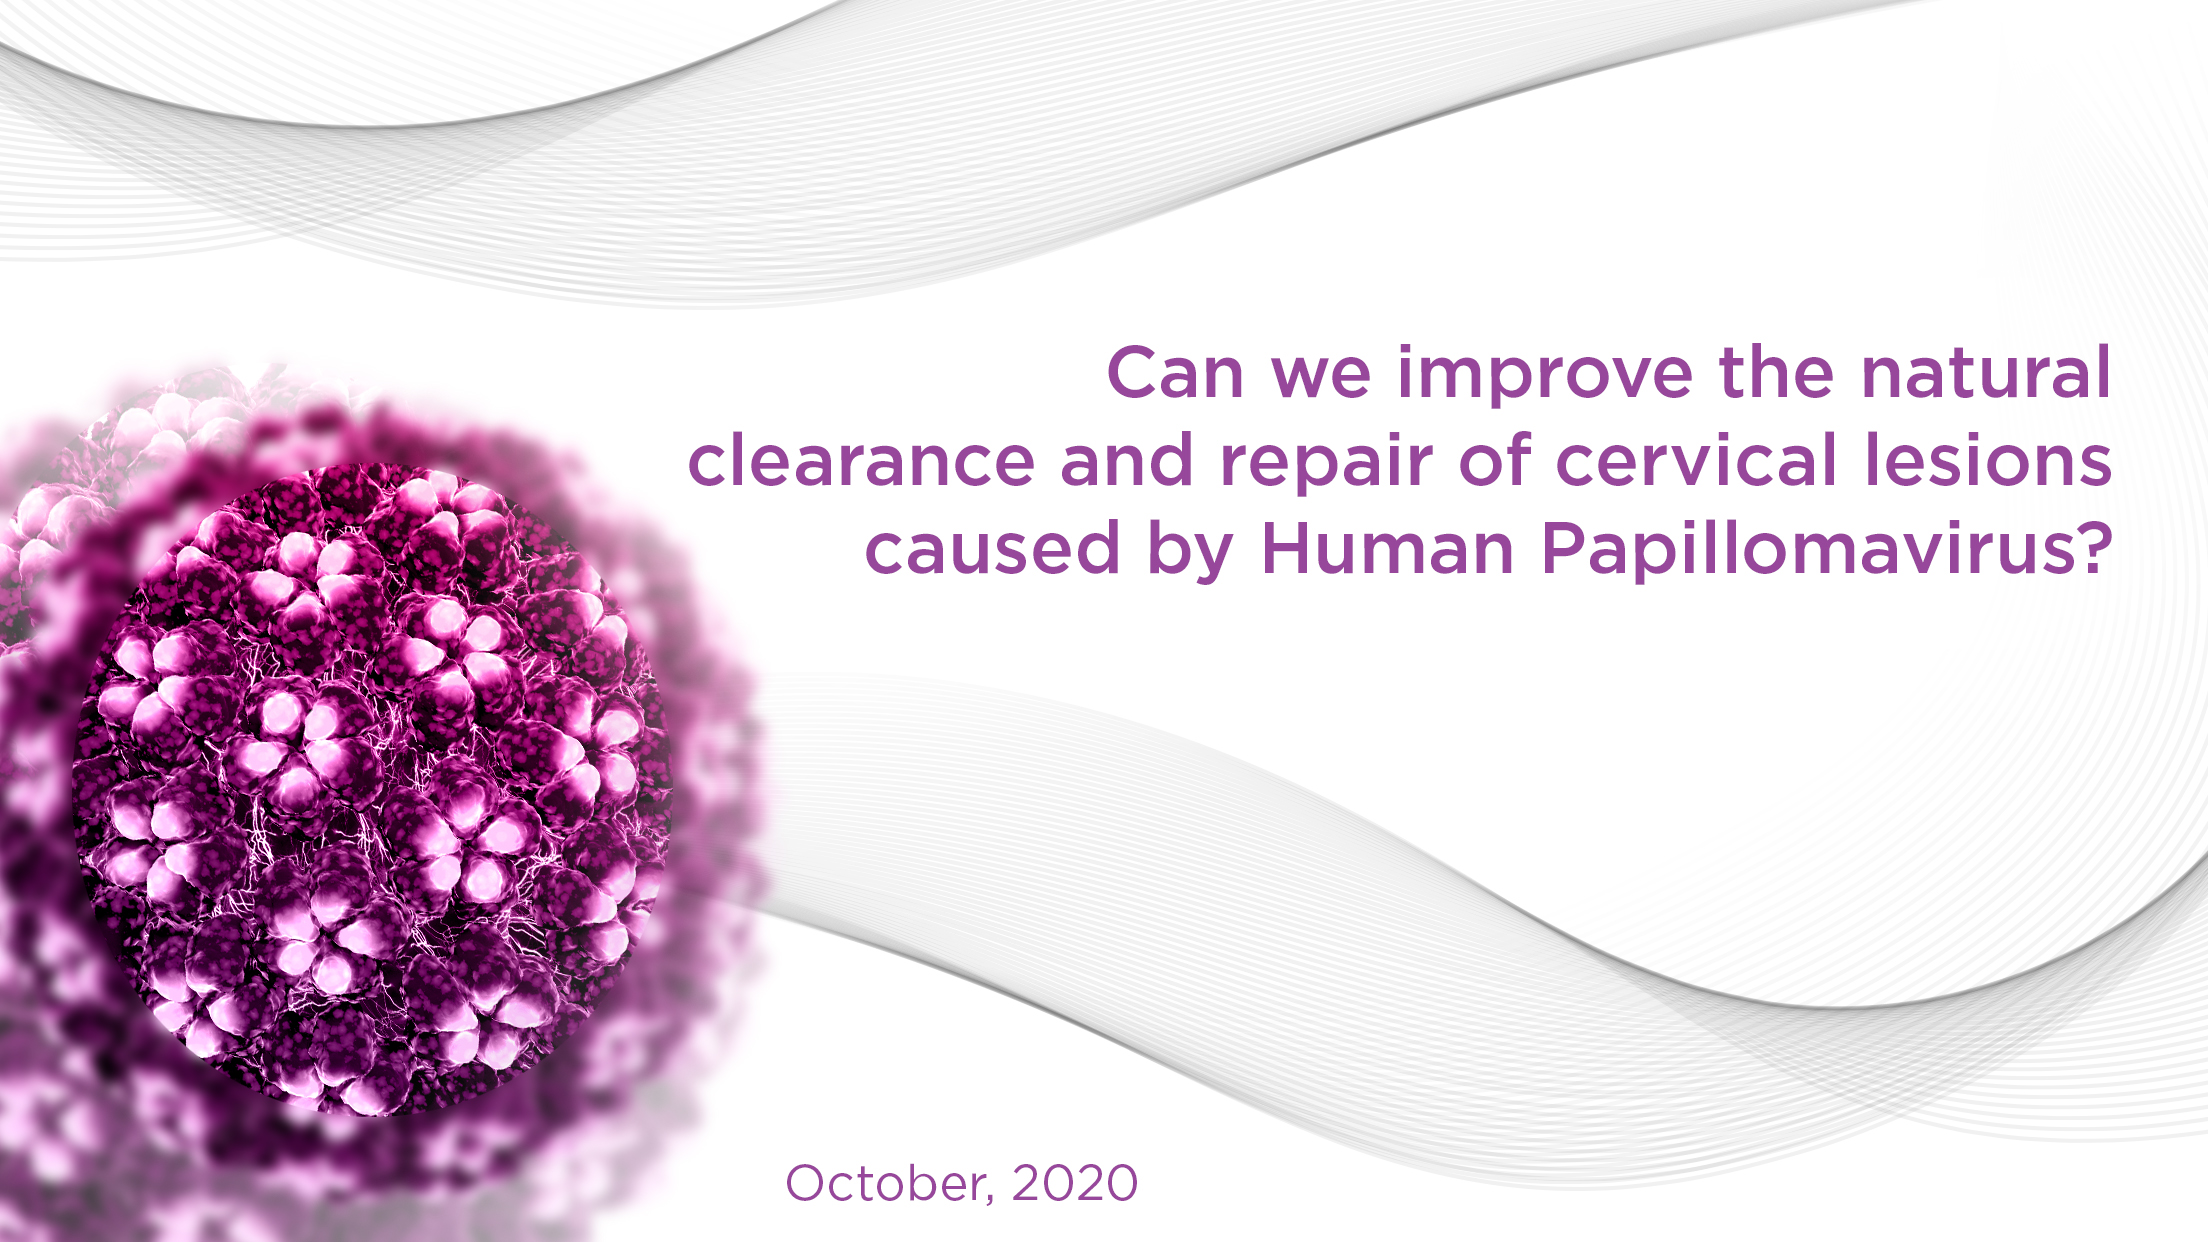 Can we improve the natural
clearance and repair of cervical lesions
caused by Human Papillomavirus?
October, 2020